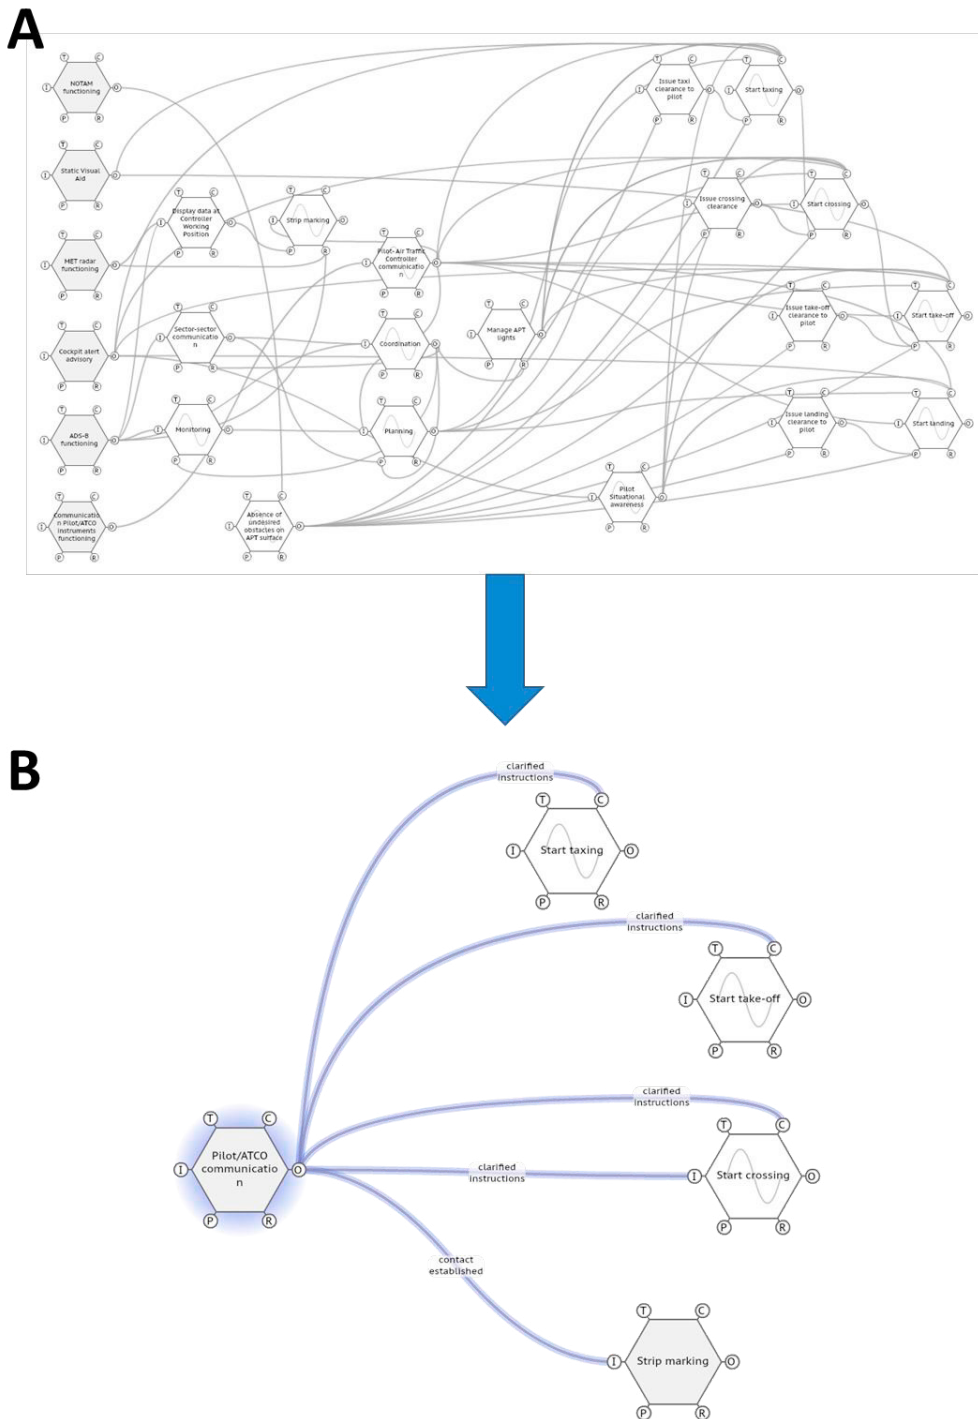 A
NOTAM
functioning
Static Visual
Aid
MET radar
functioning
Cockpit alert
advisory
ADS-B
functioning
Communicatio
n Pilot/ATCO
instruments
functioning
Display data at
Controller
Working
Position
Strip marking
Sector-sector
communicatio
n
Monitoring
Absence of
undesired
obstacles on
APT surface
Pilot-Air Traffic
Controller
communicatio
n
Coordination
Planning
Manage APT
lights
Pilot
Situational
awareness
Issue taxi
clearance to
pilot
Start taxing
Issue crossing
clearance
Start crossing
Issue take-off
clearance to
pilot
Start take-off
Issue landing
clearance to
pilot
Start landing
B
clarified
instructions
T
C
I
Start taxing
O
P
R
clarified
instructions
T
C
I
Start take-off
O
P
R
clarified
instructions
T
C
clarified
instructions
I
Start crossing
O
P
R
T
C
I
Pilot/ATCO
communicatio
n
O
P
R
contact
established
T
C
I
Strip marking
O
P
R